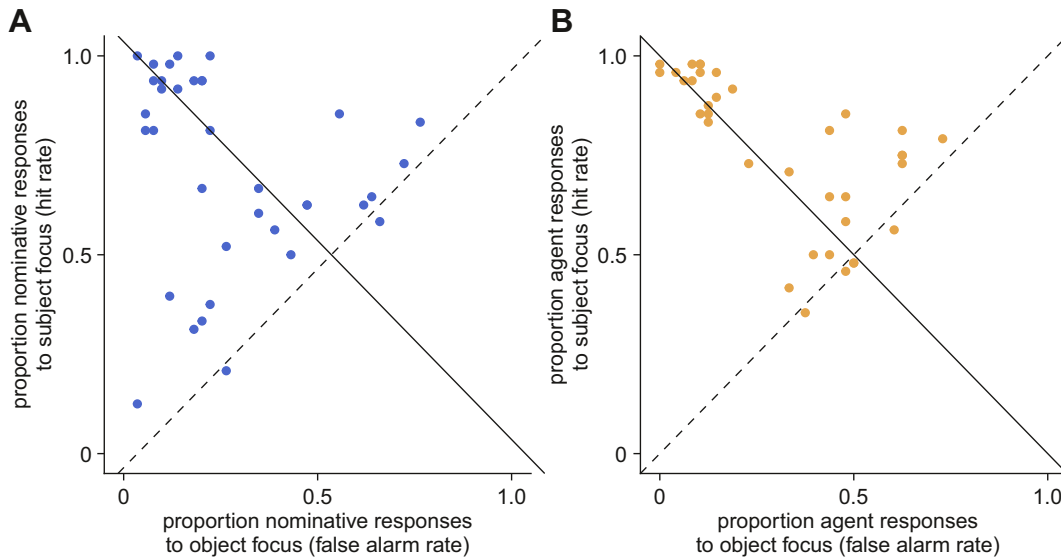 A
1.0
0.5
0
proportion nominative responses
to subject focus (hit rate)
0
0.5
1.0
proportion nominative responses
to object focus (false alarm rate)
B
1.0
0.5
0
proportion agent responses
to subject focus (hit rate)
0
0.5
1.0
proportion agent responses
to object focus (false alarm rate)